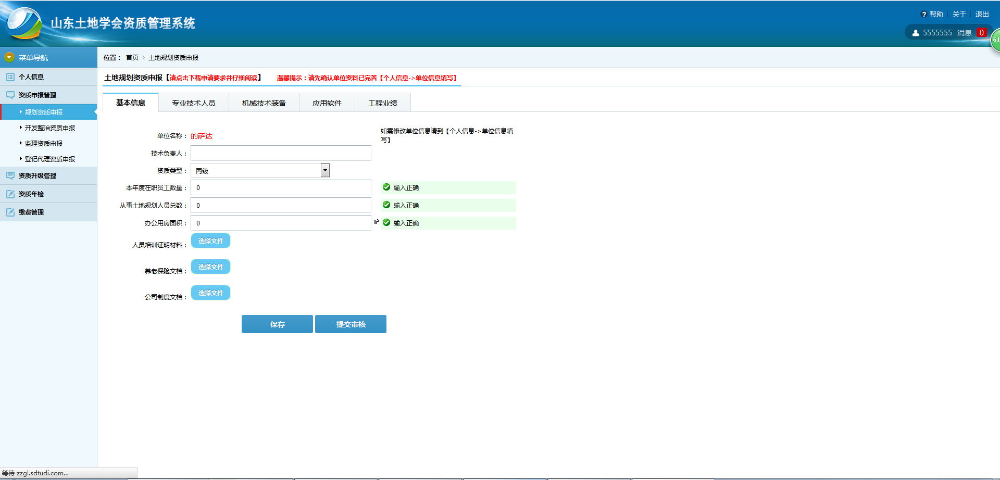 山东土地学会资质管理系统
帮助 关于 退出
5555555 消息 0
61
菜单导航
个人信息
资质申报管理
规划资质申报
开发整治资质申报
监理资质申报
登记代理资质申报
资质升级管理
资质年检
缴费管理
位置： 首页 > 土地规划资质申报
土地规划资质申报【请点击下载申请要求并仔细阅读】 温馨提示：请先确认单位资料已完善【个人信息->单位信息填写】
基本信息 专业技术人员 机械技术装备 应用软件 工程业绩
单位名称： 的萨达
如需修改单位信息请到【个人信息->单位信息填
写】
技术负责人：
资质类型： 丙级
本年度在职员工数量： 0 输入正确
从事土地规划人员总数： 0 输入正确
办公用房面积： 0 ㎡ 输入正确
人员培训证明材料： 选择文件
养老保险文档： 选择文件
公司制度文档： 选择文件
保存 提交审核
等待 zzgl.sdtudi.com...